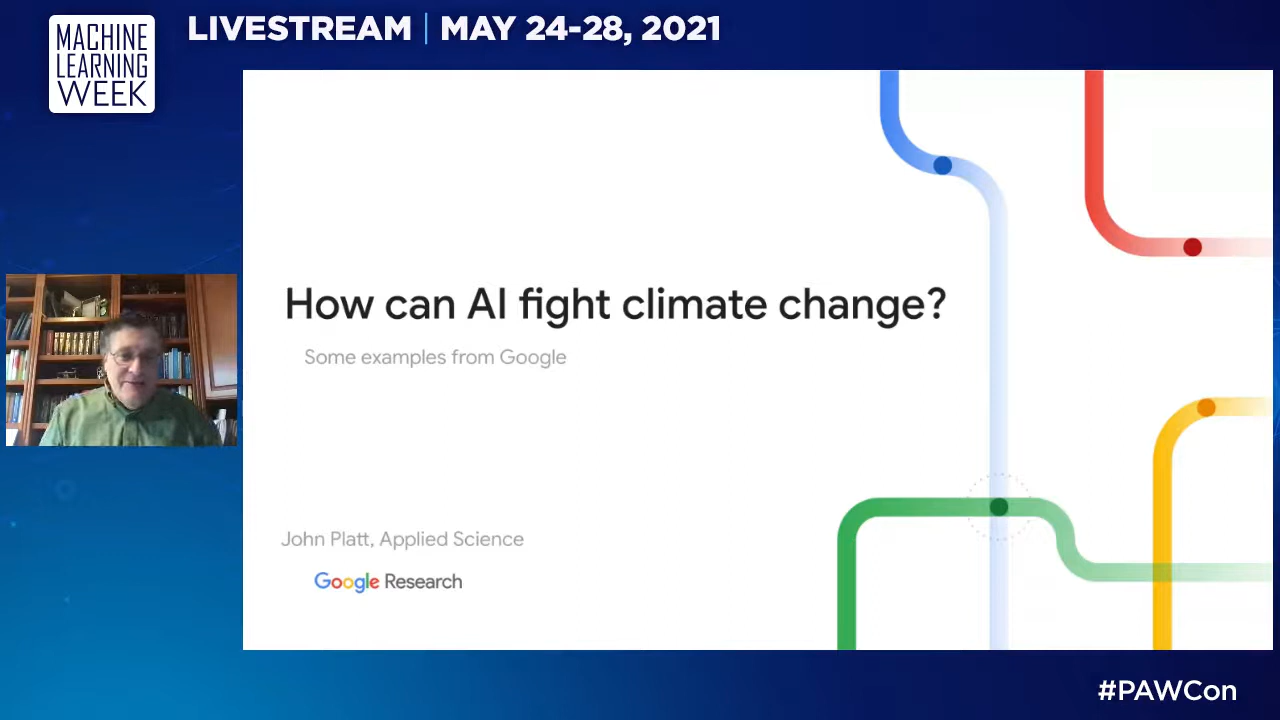 MACHINE
LEARNING
WEEK
LIVESTREAM | MAY 24-28, 2021
How can AI fight climate change?
Some examples from Google
John Platt, Applied Science
Google Research
#PAWCon